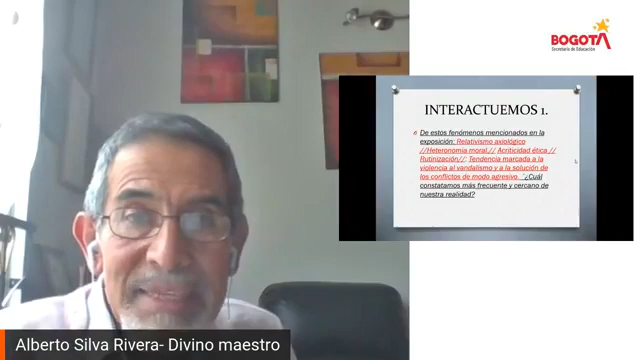 BOGOTÁ
Secretaría de Educación
INTERACTUEMOS 1.
De estos fenómenos mencionados en la
exposición: Relativismo axiológico
//Heteronomia moral,// Acriticidad ética //
Rutinización//: Tendencia marcada a la
violencia al vandalismo y a la solución de
los conflictos de modo agresivo. ¿Cuál
constatamos más frecuente y cercano de
nuestra realidad?
Alberto Silva Rivera- Divino maestro